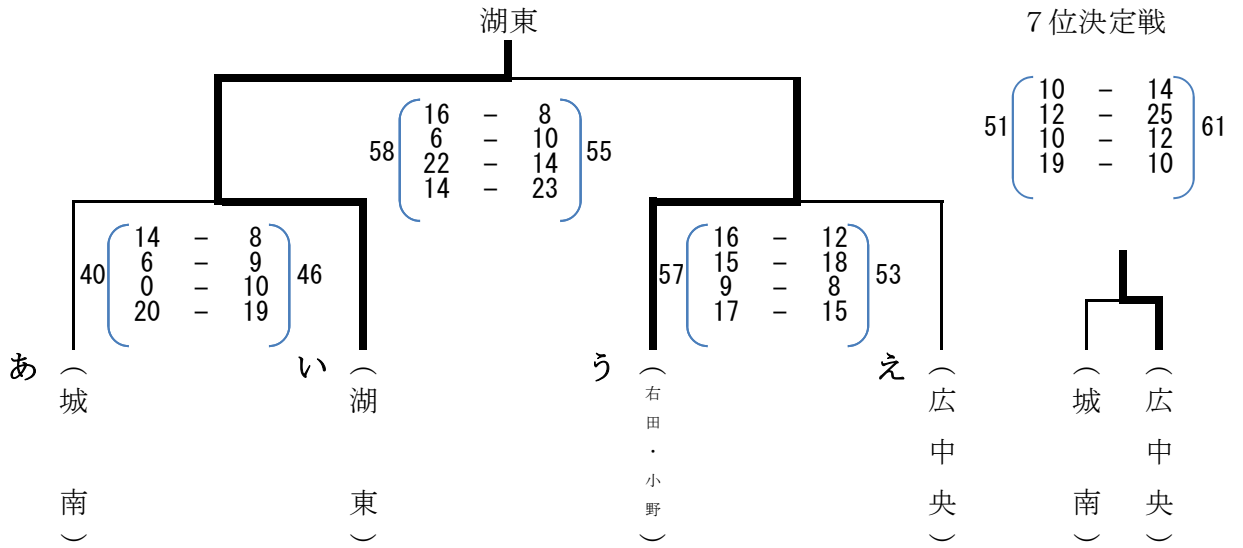 湖東
７位決定戦
58
16 － 8
6 － 10
22 － 14
14 － 23
55
51
10 － 14
12 － 25
10 － 12
19 － 10
61
40
14 － 8
6 － 9
0 － 10
20 － 19
46
57
16 － 12
15 － 18
9 － 8
17 － 15
53
あ
（城南）
い
（湖東）
う
（右田・小野）
え
（広中央）
（城南）
（広中央）